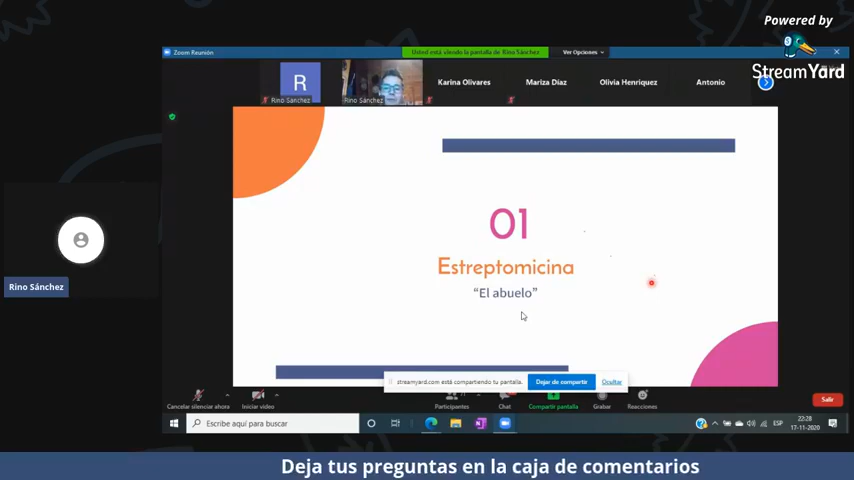 Powered by
StreamYard
Zoom Reunión
Usted está viendo la pantalla de Rino Sánchez
Ver Opciones
R
Rino Sánchez
Rino Sánchez
Karina Olivares
Mariza Díaz
Olivia Henriquez
Antonio
01
Estreptomicina
“El abuelo”
Rino Sánchez
streamyard.com está compartiendo tu pantalla.
Dejar de compartir
Ocultar
Cancelar silenciar ahora
Iniciar video
Participantes
Chat
Compartir pantalla
Grabar
Reacciones
Salir
Escribe aquí para buscar
ESP
22:28
17-11-2020
Deja tus preguntas en la caja de comentarios